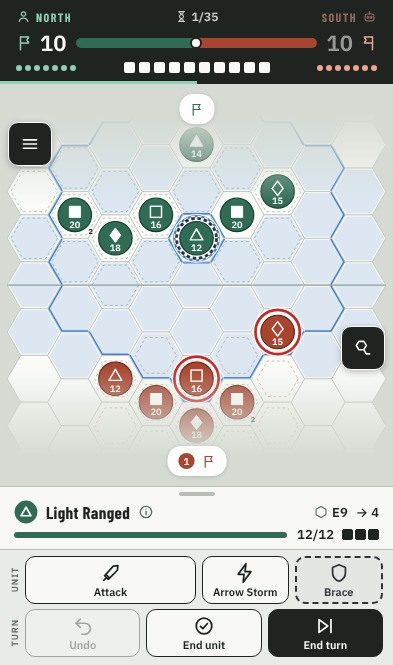 NORTH 1/35 SOUTH
10 10
14
15
20 2 16 20
18 12
15
12 16
20 20 2
18
1
Light Ranged E9 → 4
12/12
UNIT Attack Arrow Storm Brace
TURN Undo End unit End turn